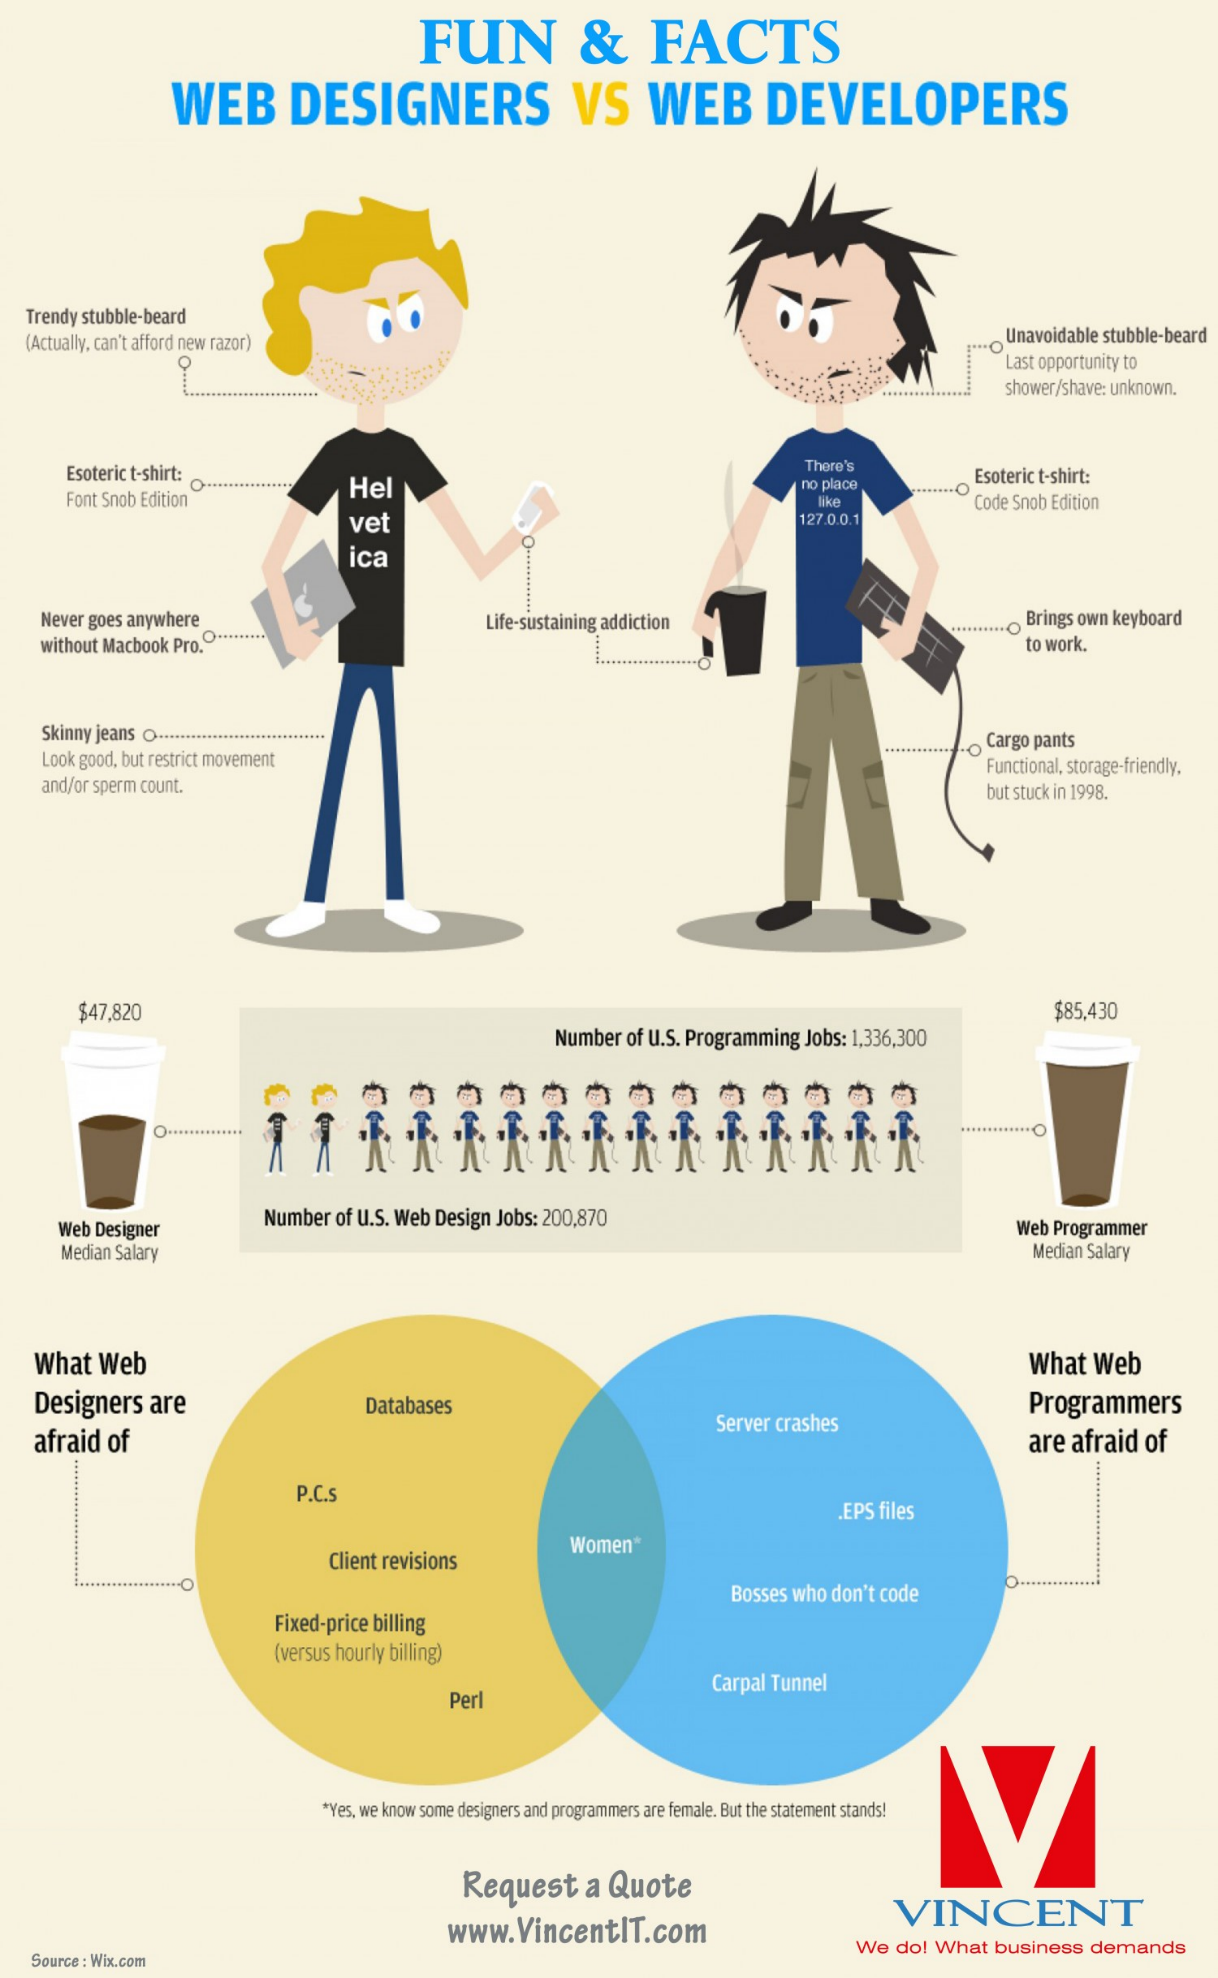 FUN & FACTS
WEB DESIGNERS VS WEB DEVELOPERS
Trendy stubble-beard
(Actually, can't afford new razor)
Unavoidable stubble-beard
Last opportunity to
shower/shave: unknown.
Esoteric t-shirt:
Font Snob Edition
Hel
vet
ica
There's
no place
like
127.0.0.1
Esoteric t-shirt:
Code Snob Edition
Never goes anywhere
without Macbook Pro.
Life-sustaining addiction
Brings own keyboard
to work.
Skinny jeans
Look good, but restrict movement
and/or sperm count.
Cargo pants
Functional, storage-friendly,
but stuck in 1998.
$47,820
Web Designer
Median Salary
Number of U.S. Programming Jobs: 1,336,300
Number of U.S. Web Design Jobs: 200,870
$85,430
Web Programmer
Median Salary
What Web
Designers are
afraid of
Databases
P.C.s
Client revisions
Fixed-price billing
(versus hourly billing)
Perl
Women*
Server crashes
.EPS files
Bosses who don't code
Carpal Tunnel
What Web
Programmers
are afraid of
*Yes, we know some designers and programmers are female. But the statement stands!
Request a Quote
www.VincentIT.com
VINCENT
We do! What business demands
Source : Wix.com